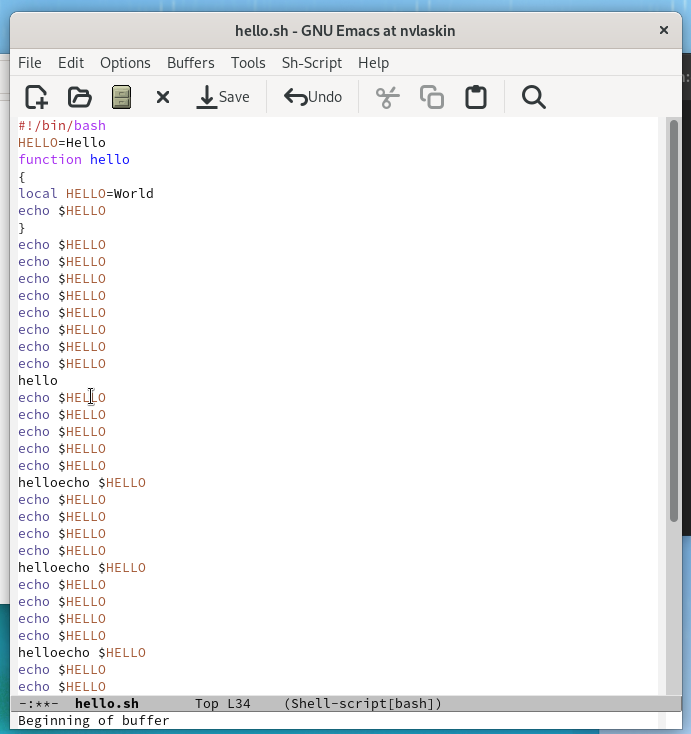 hello.sh - GNU Emacs at nvlaskin
File Edit Options Buffers Tools Sh-Script Help
Save Undo
#!/bin/bash
HELLO=Hello
function hello
{
local HELLO=World
echo $HELLO
}
echo $HELLO
echo $HELLO
echo $HELLO
echo $HELLO
echo $HELLO
echo $HELLO
echo $HELLO
echo $HELLO
hello
echo $HELLO
echo $HELLO
echo $HELLO
echo $HELLO
echo $HELLO
helloecho $HELLO
echo $HELLO
echo $HELLO
echo $HELLO
echo $HELLO
helloecho $HELLO
echo $HELLO
echo $HELLO
echo $HELLO
echo $HELLO
helloecho $HELLO
echo $HELLO
echo $HELLO
-:**- hello.sh Top L34 (Shell-script[bash])
Beginning of buffer